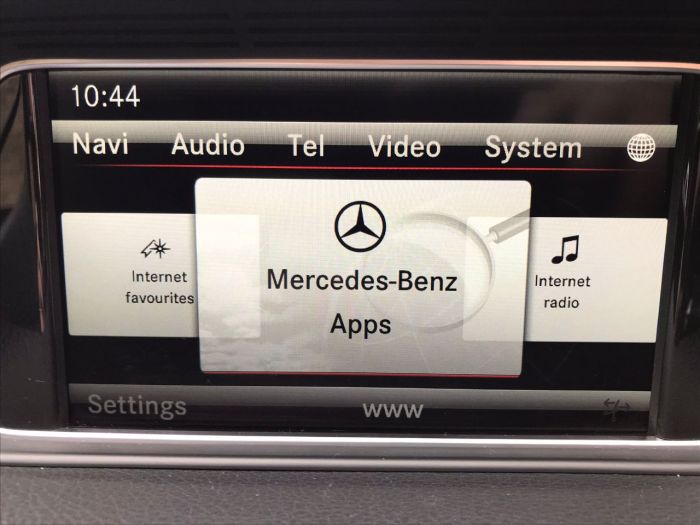 10:44
Navi Audio Tel Video System
Internet
favourites
Mercedes-Benz
Apps
Internet
radio
Settings www